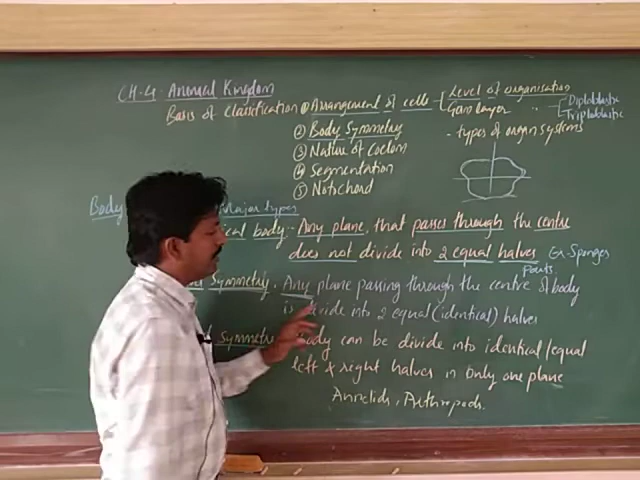 CH-4 Animal Kingdom
Basis of Classification ① Arrangement of cells - Level of organisation
Germ layer " - Diploblastic
Triploblastic
- types of organ systems
② Body Symmetry
③ Nature of Coelom
④ Segmentation
⑤ Notochord
Body Major types
ical body:- Any plane, that passes through the centre
does not divide into 2 equal halves Ex- Sponges
parts
Symmetry. Any plane passing through the centre of body
is divide into 2 equal (identical) halves
symmetry body can be divide into identical/equal
left & right halves in only one plane
Annelids, Arthropods.